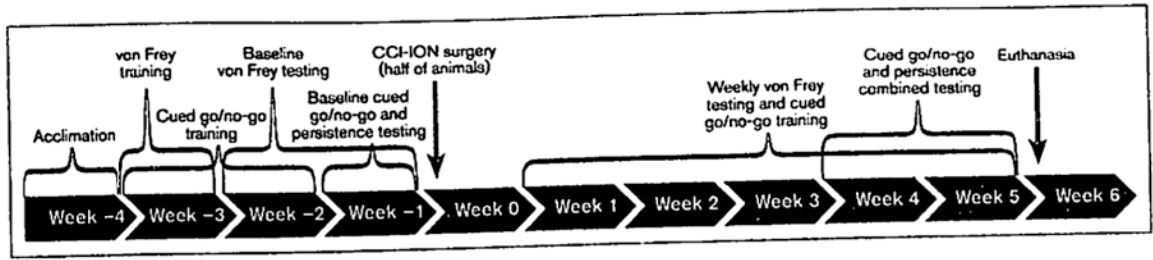 von Frey
training
Baseline
von Frey testing
CCI-ION surgery
(half of animals)
Cued go/no-go
and persistence
combined testing
Euthanasia
Acclimation
Cued go/no-go
training
Baseline cued
go/no-go and
persistence testing
Weekly von Frey
testing and cued
go/no-go training
Week -4
Week -3
Week -2
Week -1
Week 0
Week 1
Week 2
Week 3
Week 4
Week 5
Week 6